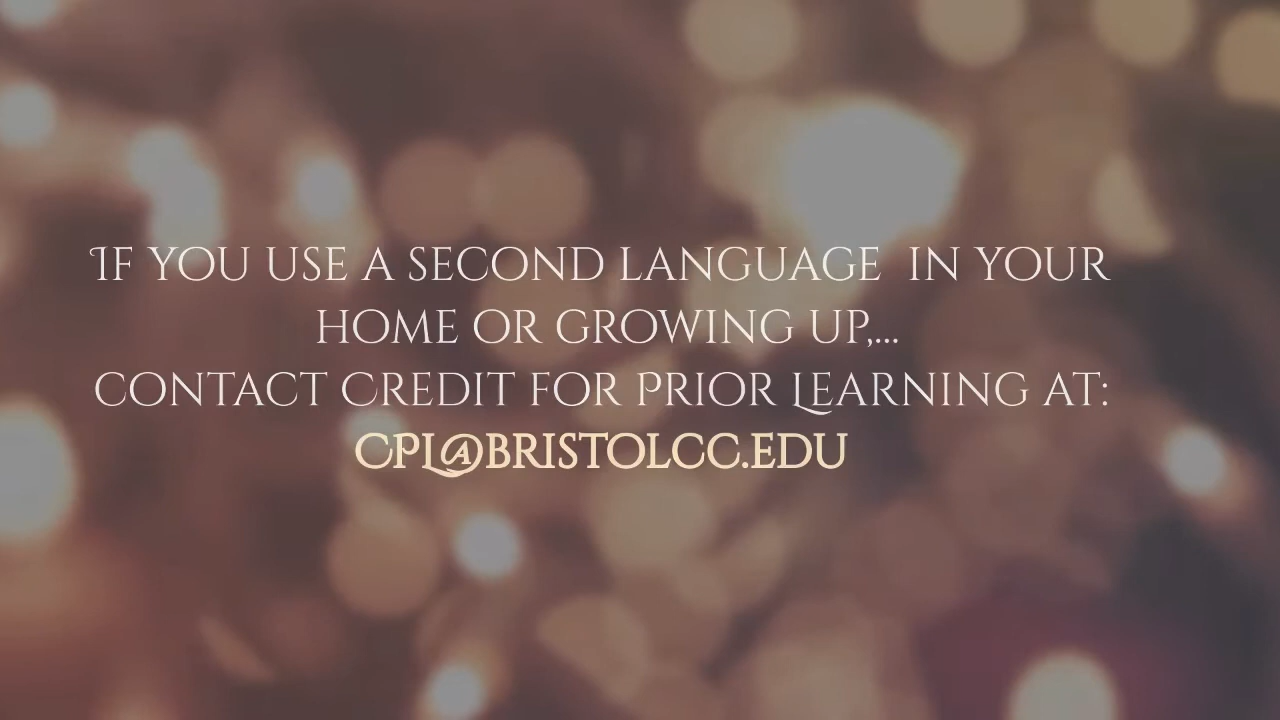 If you use a second language  in your
home or growing up,...
Contact Credit for Prior Learning at:
CPL@BRISTOLCC.EDU